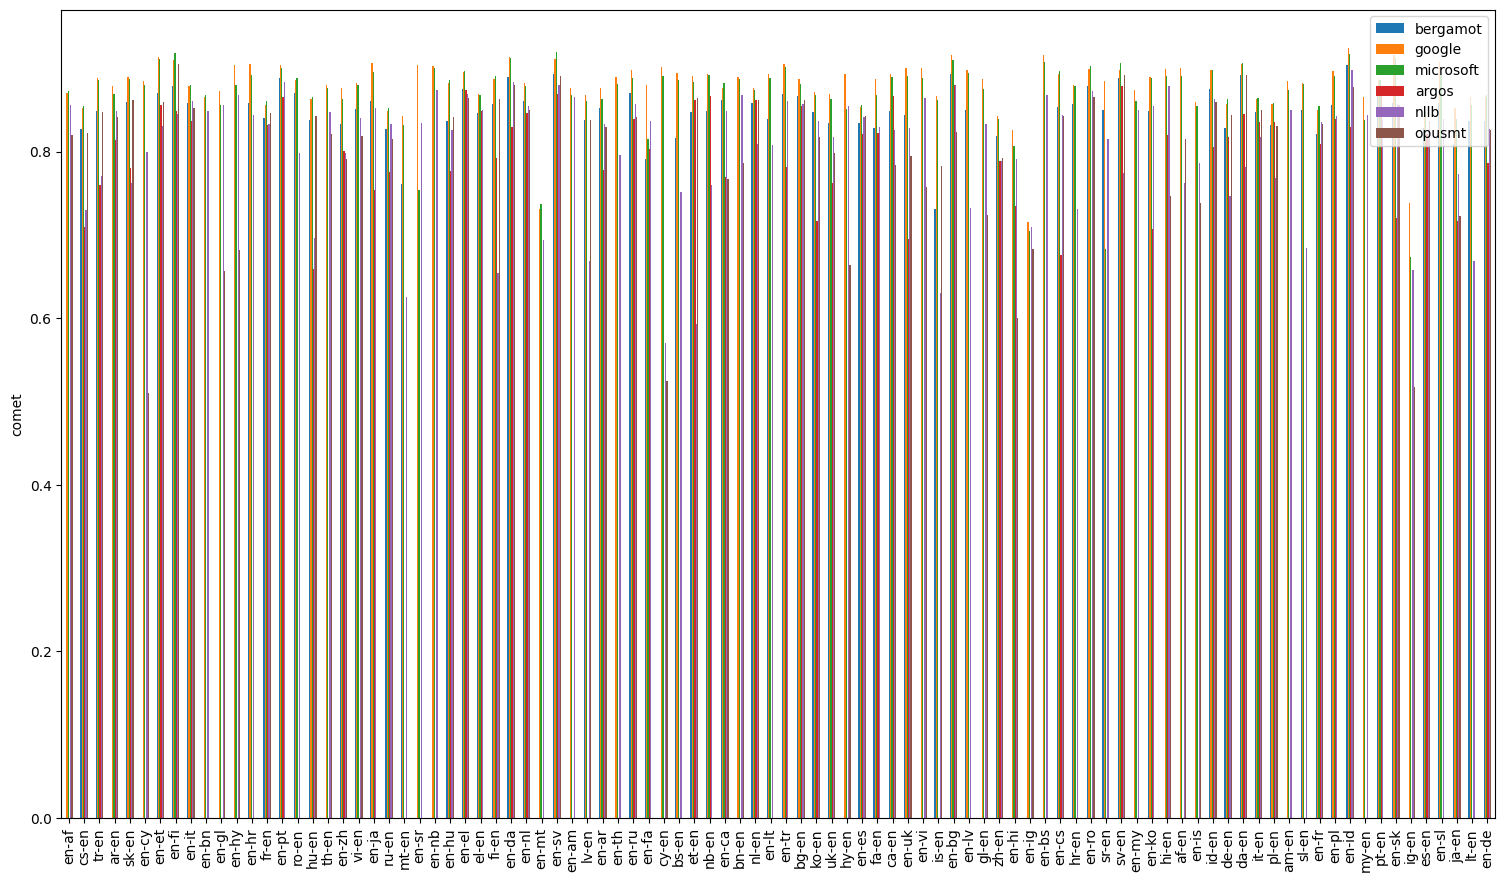 bergamot
google
microsoft
argos
nllb
opusmt
0.8
0.6
0.4
0.2
0.0
comet
en-af
cs-en
tr-en
ar-en
sk-en
en-cy
en-et
en-fi
en-it
en-bn
en-gl
en-hy
en-hr
fr-en
en-pt
ro-en
hu-en
th-en
en-zh
vi-en
en-ja
ru-en
mt-en
en-sr
en-nb
en-hu
en-el
el-en
fi-en
en-da
en-nl
en-mt
en-sv
en-am
lv-en
en-ar
en-th
en-ru
en-fa
cy-en
bs-en
et-en
nb-en
en-ca
bn-en
nl-en
en-lt
en-tr
bg-en
ko-en
uk-en
hy-en
en-es
fa-en
ca-en
en-uk
en-vi
is-en
en-bg
en-lv
gl-en
zh-en
en-hi
en-ig
en-bs
en-cs
hr-en
en-ro
sr-en
sv-en
en-my
en-ko
hi-en
af-en
en-is
id-en
de-en
da-en
it-en
pl-en
am-en
sl-en
en-fr
en-pl
en-id
my-en
pt-en
en-sk
ig-en
es-en
en-sl
ja-en
lt-en
en-de